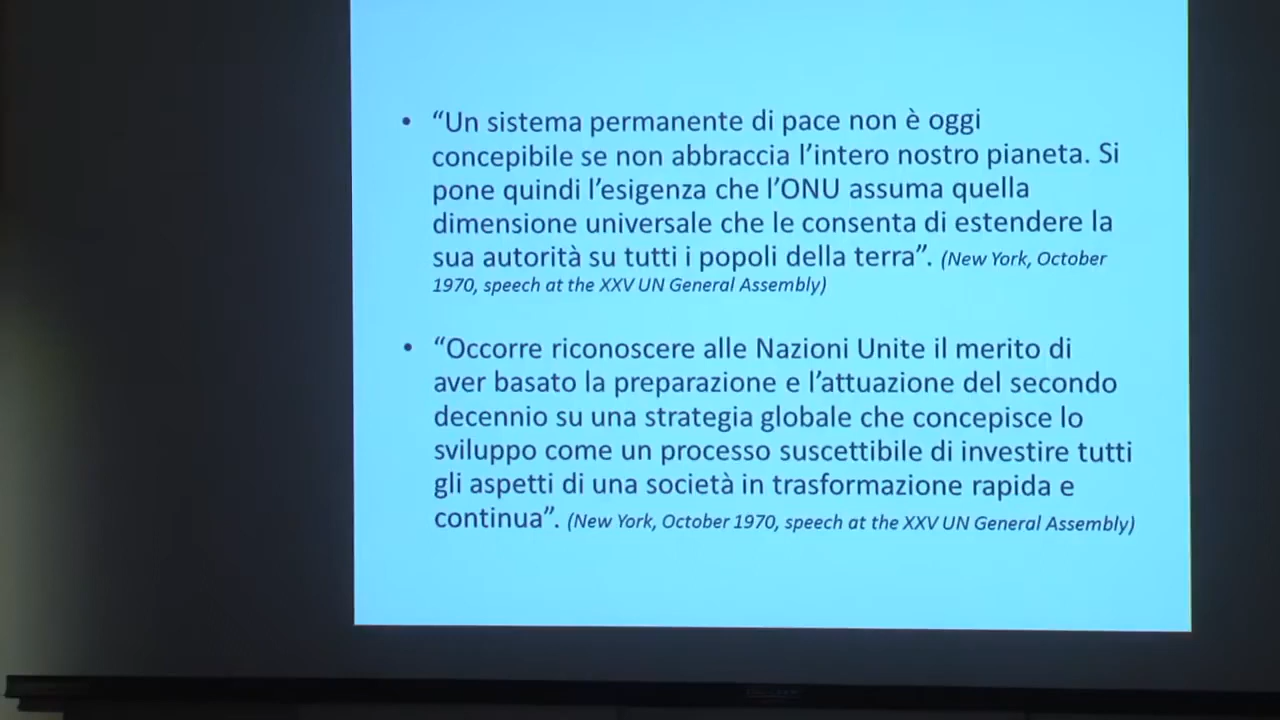 • “Un sistema permanente di pace non è oggi
concepibile se non abbraccia l’intero nostro pianeta. Si
pone quindi l’esigenza che l’ONU assuma quella
dimensione universale che le consenta di estendere la
sua autorità su tutti i popoli della terra”. (New York, October
1970, speech at the XXV UN General Assembly)
• “Occorre riconoscere alle Nazioni Unite il merito di
aver basato la preparazione e l’attuazione del secondo
decennio su una strategia globale che concepisce lo
sviluppo come un processo suscettibile di investire tutti
gli aspetti di una società in trasformazione rapida e
continua”. (New York, October 1970, speech at the XXV UN General Assembly)